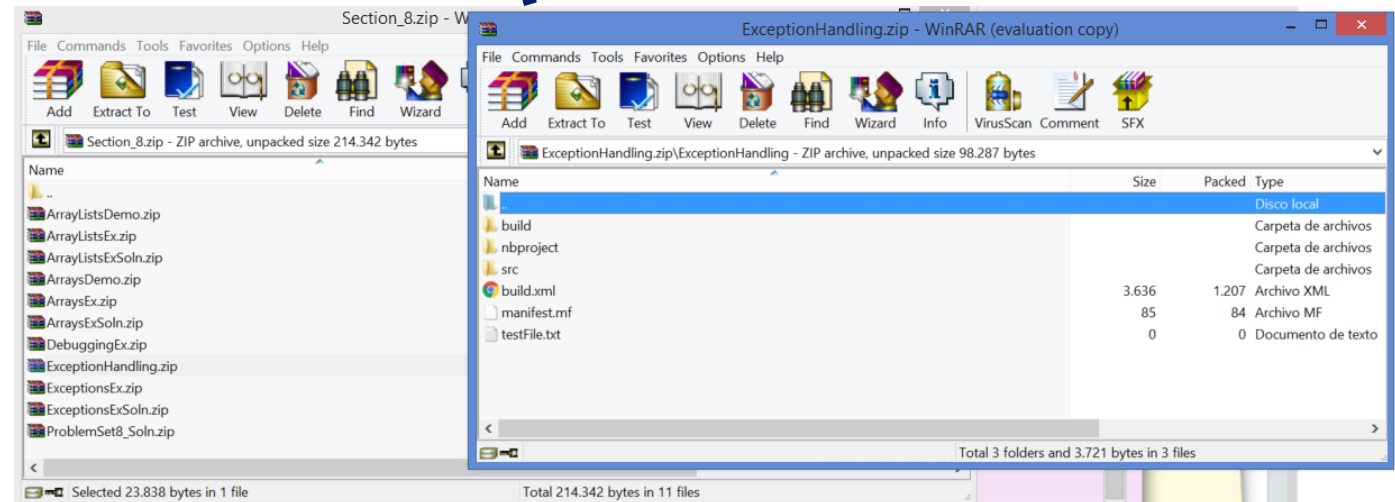 Section_8.zip - W
File Commands Tools Favorites Options Help
Add Extract To Test View Delete Find Wizard
Section_8.zip - ZIP archive, unpacked size 214.342 bytes
Name
..
ArrayListsDemo.zip
ArrayListsEx.zip
ArrayListsExSoln.zip
ArraysDemo.zip
ArraysEx.zip
ArraysExSoln.zip
DebuggingEx.zip
ExceptionHandling.zip
ExceptionsEx.zip
ExceptionsExSoln.zip
ProblemSet8_Soln.zip
Selected 23.838 bytes in 1 file Total 214.342 bytes in 11 files
ExceptionHandling.zip - WinRAR (evaluation copy)
File Commands Tools Favorites Options Help
Add Extract To Test View Delete Find Wizard Info VirusScan Comment SFX
ExceptionHandling.zip\ExceptionHandling - ZIP archive, unpacked size 98.287 bytes
Name Size Packed Type
.. Disco local
build Carpeta de archivos
nbproject Carpeta de archivos
src Carpeta de archivos
build.xml 3.636 1.207 Archivo XML
manifest.mf 85 84 Archivo MF
testFile.txt 0 0 Documento de texto
Total 3 folders and 3.721 bytes in 3 files